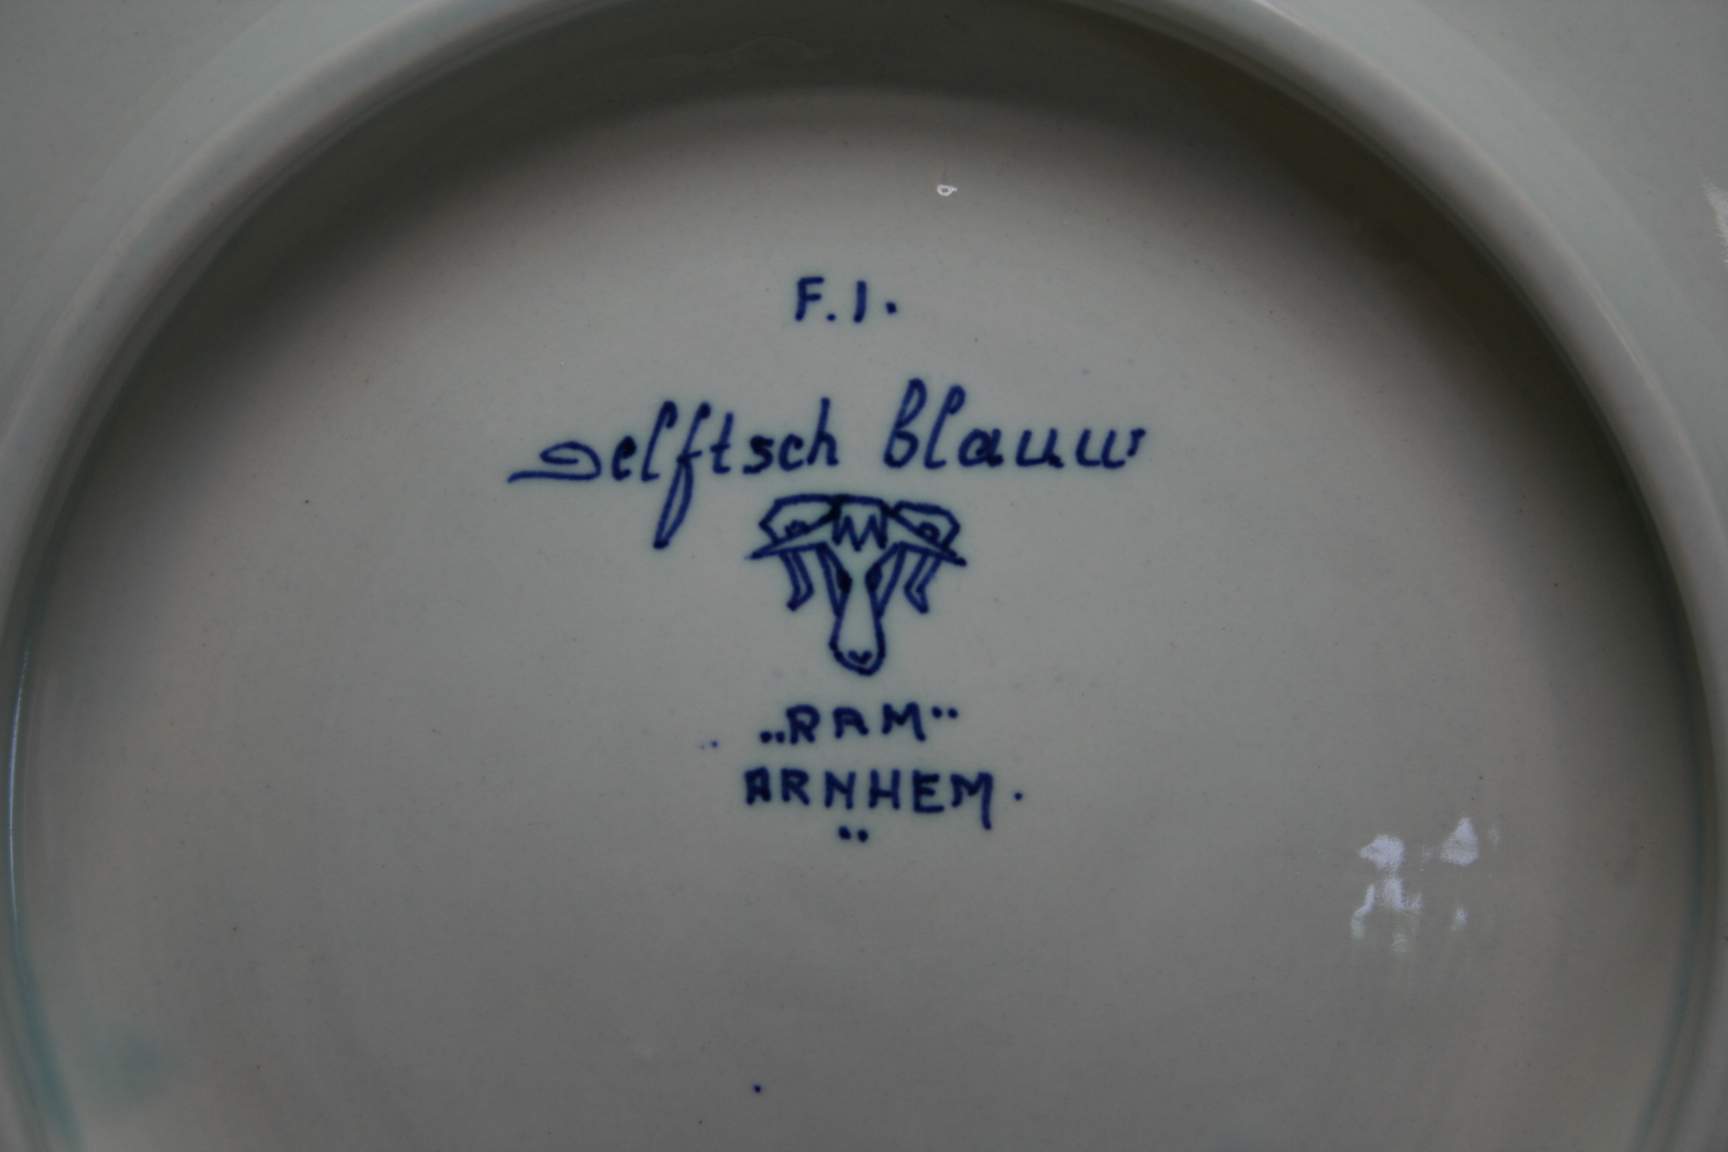 F.I.
Delftsch blauw
„RAM"
ARNHEM.